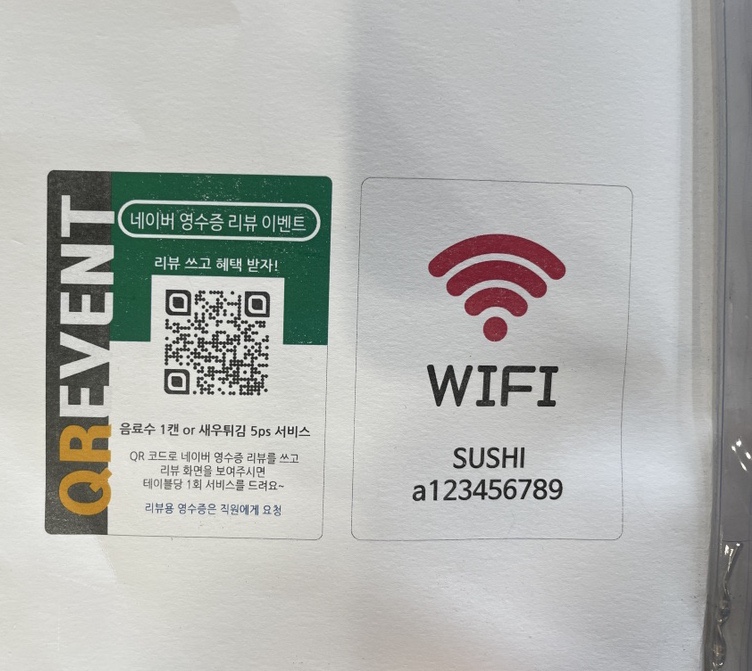 QREVENT
네이버 영수증 리뷰 이벤트
리뷰 쓰고 혜택 받자!
음료수 1캔 or 새우튀김 5ps 서비스
QR 코드로 네이버 영수증 리뷰를 쓰고
리뷰 화면을 보여주시면
테이블당 1회 서비스를 드려요~
리뷰용 영수증은 직원에게 요청
WIFI
SUSHI
a123456789